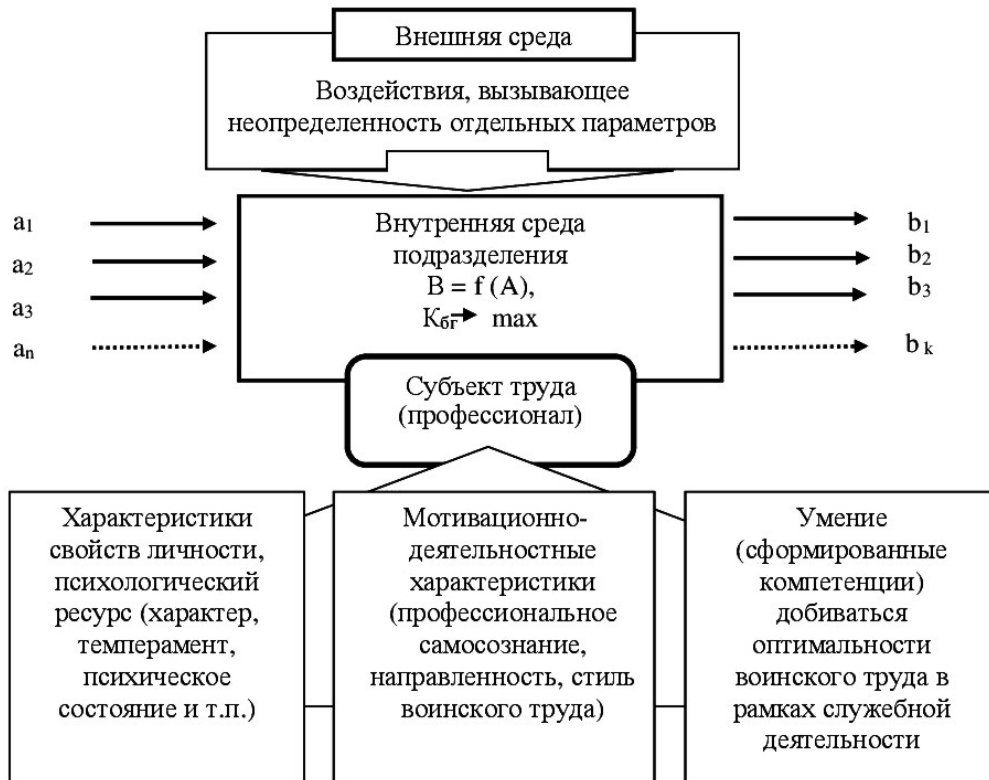 Внешняя среда
Воздействия, вызывающее
неопределенность отдельных параметров
a1
a2
a3
an
Внутренняя среда
подразделения
B = f (A),
Kбг → max
b1
b2
b3
b k
Субъект труда
(профессионал)
Характеристики
свойств личности,
психологический
ресурс (характер,
темперамент,
психическое
состояние и т.п.)
Мотивационно-
деятельностные
характеристики
(профессиональное
самосознание,
направленность, стиль
воинского труда)
Умение
(сформированные
компетенции)
добиваться
оптимальности
воинского труда в
рамках служебной
деятельности